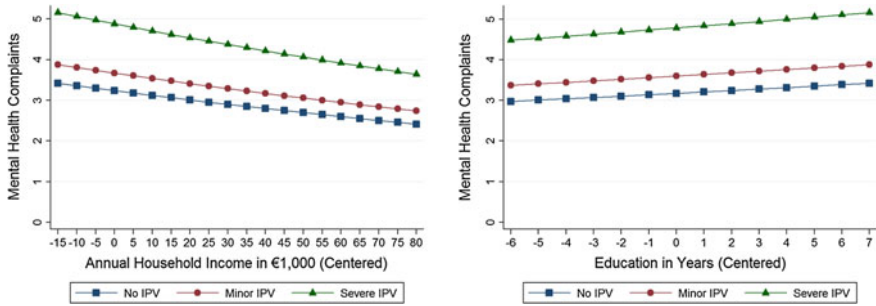 Mental Health Complaints
5
4
3
2
1
0
-15 -10 -5 0 5 10 15 20 25 30 35 40 45 50 55 60 65 70 75 80
Annual Household Income in €1,000 (Centered)
No IPV Minor IPV Severe IPV
Mental Health Complaints
5
4
3
2
1
0
-6 -5 -4 -3 -2 -1 0 1 2 3 4 5 6 7
Education in Years (Centered)
No IPV Minor IPV Severe IPV